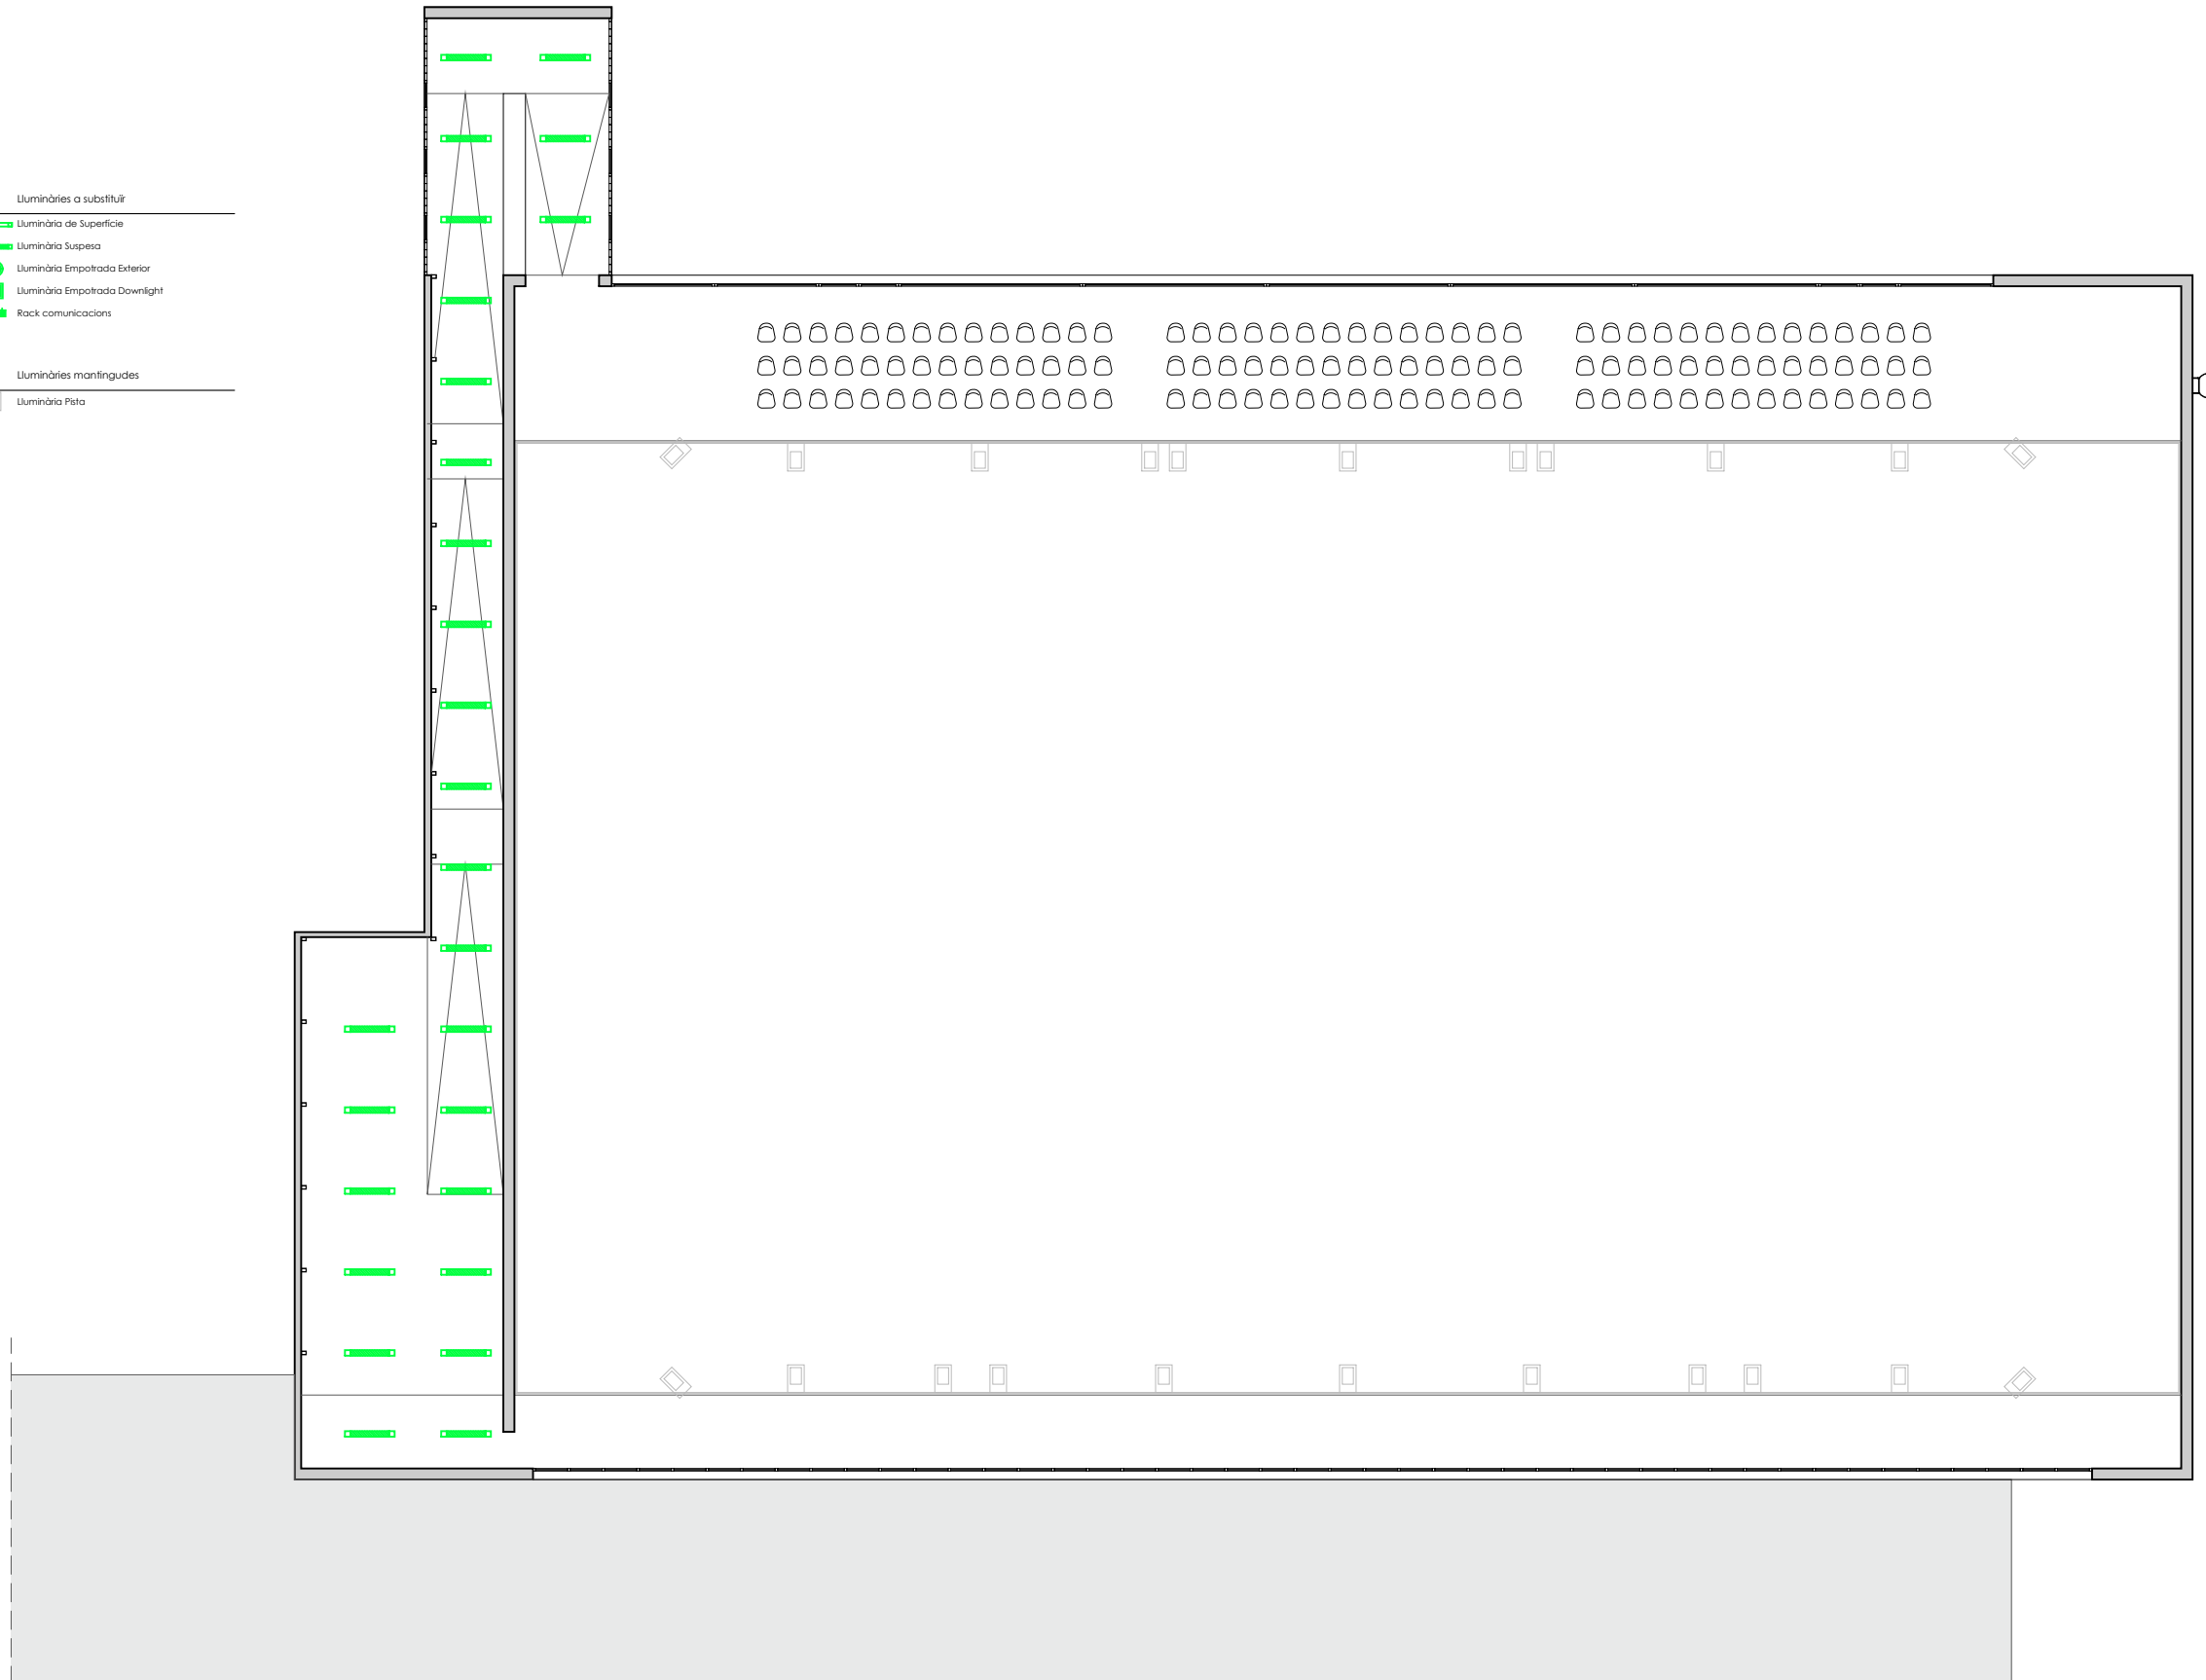 Lluminàries a substituïr
Lluminària de Superfície
Lluminària Suspesa
Lluminària Empotrada Exterior
Lluminària Empotrada Downlight
Rack comunicacions
Lluminàries mantingudes
Lluminària Pista